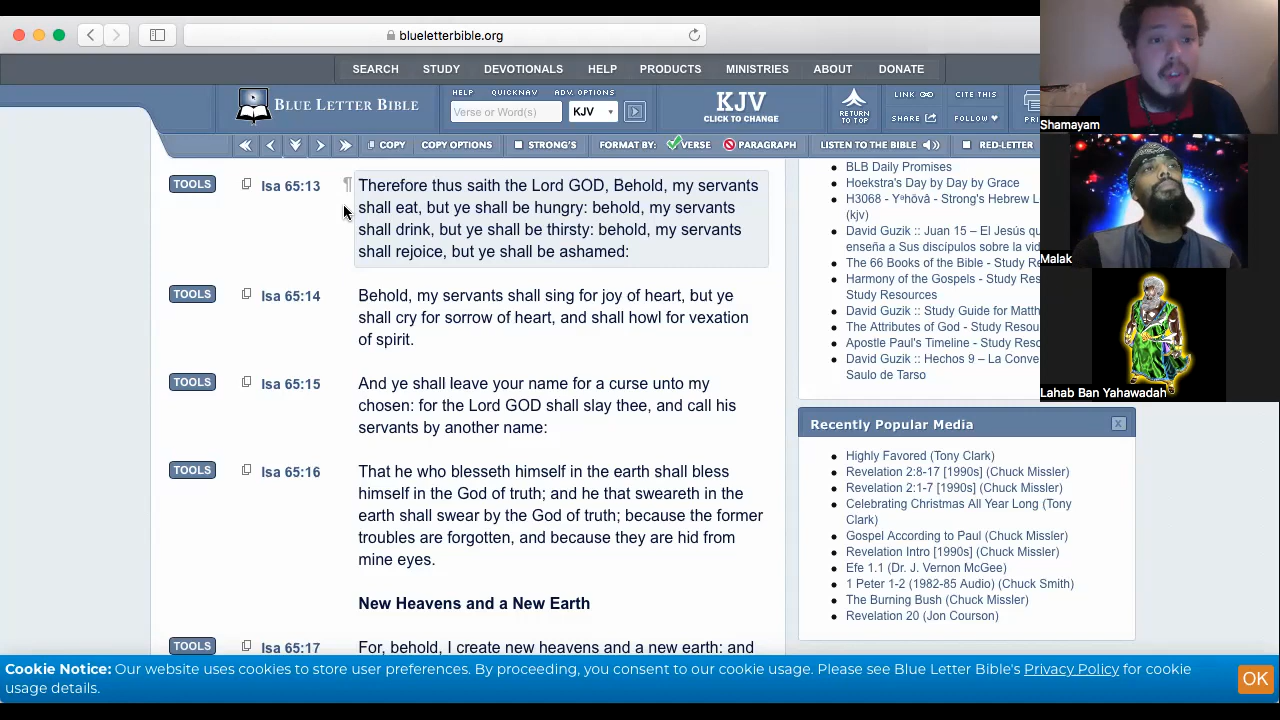 blueletterbible.org
SEARCH STUDY DEVOTIONALS HELP PRODUCTS MINISTRIES ABOUT DONATE
BLUE LETTER BIBLE
HELP QUICKNAV ADV. OPTIONS
Verse or Word(s) KJV
KJV
CLICK TO CHANGE
RETURN
TO TOP
LINK CITE THIS
SHARE FOLLOW
COPY COPY OPTIONS STRONG'S FORMAT BY: VERSE PARAGRAPH LISTEN TO THE BIBLE RED-LETTER
TOOLS Isa 65:13 ¶ Therefore thus saith the Lord GOD, Behold, my servants
shall eat, but ye shall be hungry: behold, my servants
shall drink, but ye shall be thirsty: behold, my servants
shall rejoice, but ye shall be ashamed:
TOOLS Isa 65:14 Behold, my servants shall sing for joy of heart, but ye
shall cry for sorrow of heart, and shall howl for vexation
of spirit.
TOOLS Isa 65:15 And ye shall leave your name for a curse unto my
chosen: for the Lord GOD shall slay thee, and call his
servants by another name:
TOOLS Isa 65:16 That he who blesseth himself in the earth shall bless
himself in the God of truth; and he that sweareth in the
earth shall swear by the God of truth; because the former
troubles are forgotten, and because they are hid from
mine eyes.
New Heavens and a New Earth
TOOLS Isa 65:17 For, behold, I create new heavens and a new earth: and
BLB Daily Promises
Hoekstra's Day by Day by Grace
H3068 - Yᵊhōvâ - Strong's Hebrew L
(kjv)
David Guzik :: Juan 15 – El Jesús qu
enseña a Sus discípulos sobre la vid
The 66 Books of the Bible - Study Re
Harmony of the Gospels - Study Reso
Study Resources
David Guzik :: Study Guide for Matth
The Attributes of God - Study Resou
Apostle Paul's Timeline - Study Reso
David Guzik :: Hechos 9 – La Conve
Saulo de Tarso
Recently Popular Media x
Highly Favored (Tony Clark)
Revelation 2:8-17 [1990s] (Chuck Missler)
Revelation 2:1-7 [1990s] (Chuck Missler)
Celebrating Christmas All Year Long (Tony
Clark)
Gospel According to Paul (Chuck Missler)
Revelation Intro [1990s] (Chuck Missler)
Efe 1.1 (Dr. J. Vernon McGee)
1 Peter 1-2 (1982-85 Audio) (Chuck Smith)
The Burning Bush (Chuck Missler)
Revelation 20 (Jon Courson)
Shamayam
Malak
Lahab Ban Yahawadah
Cookie Notice: Our website uses cookies to store user preferences. By proceeding, you consent to our cookie usage. Please see Blue Letter Bible's Privacy Policy for cookie
usage details.
OK